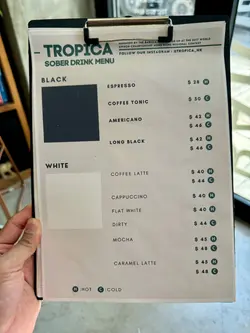 TROPICA
SOBER DRINK MENU
FOLLOW OUR INSTAGRAM : @TROPICA_HK
BLACK
ESPRESSO $ 38 H
COFFEE TONIC $ 50 C
AMERICANO $ 42 H
$ 44 C
LONG BLACK $ 42 H
$ 44 C
WHITE
COFFEE LATTE $ 40 H
$ 44 C
CAPPUCCINO $ 40 H
FLAT WHITE $ 40 H
DIRTY $ 44 C
MOCHA $ 45 H
$ 48 C
CARAMEL LATTE $ 45 H
$ 48 C
H :HOT C :COLD